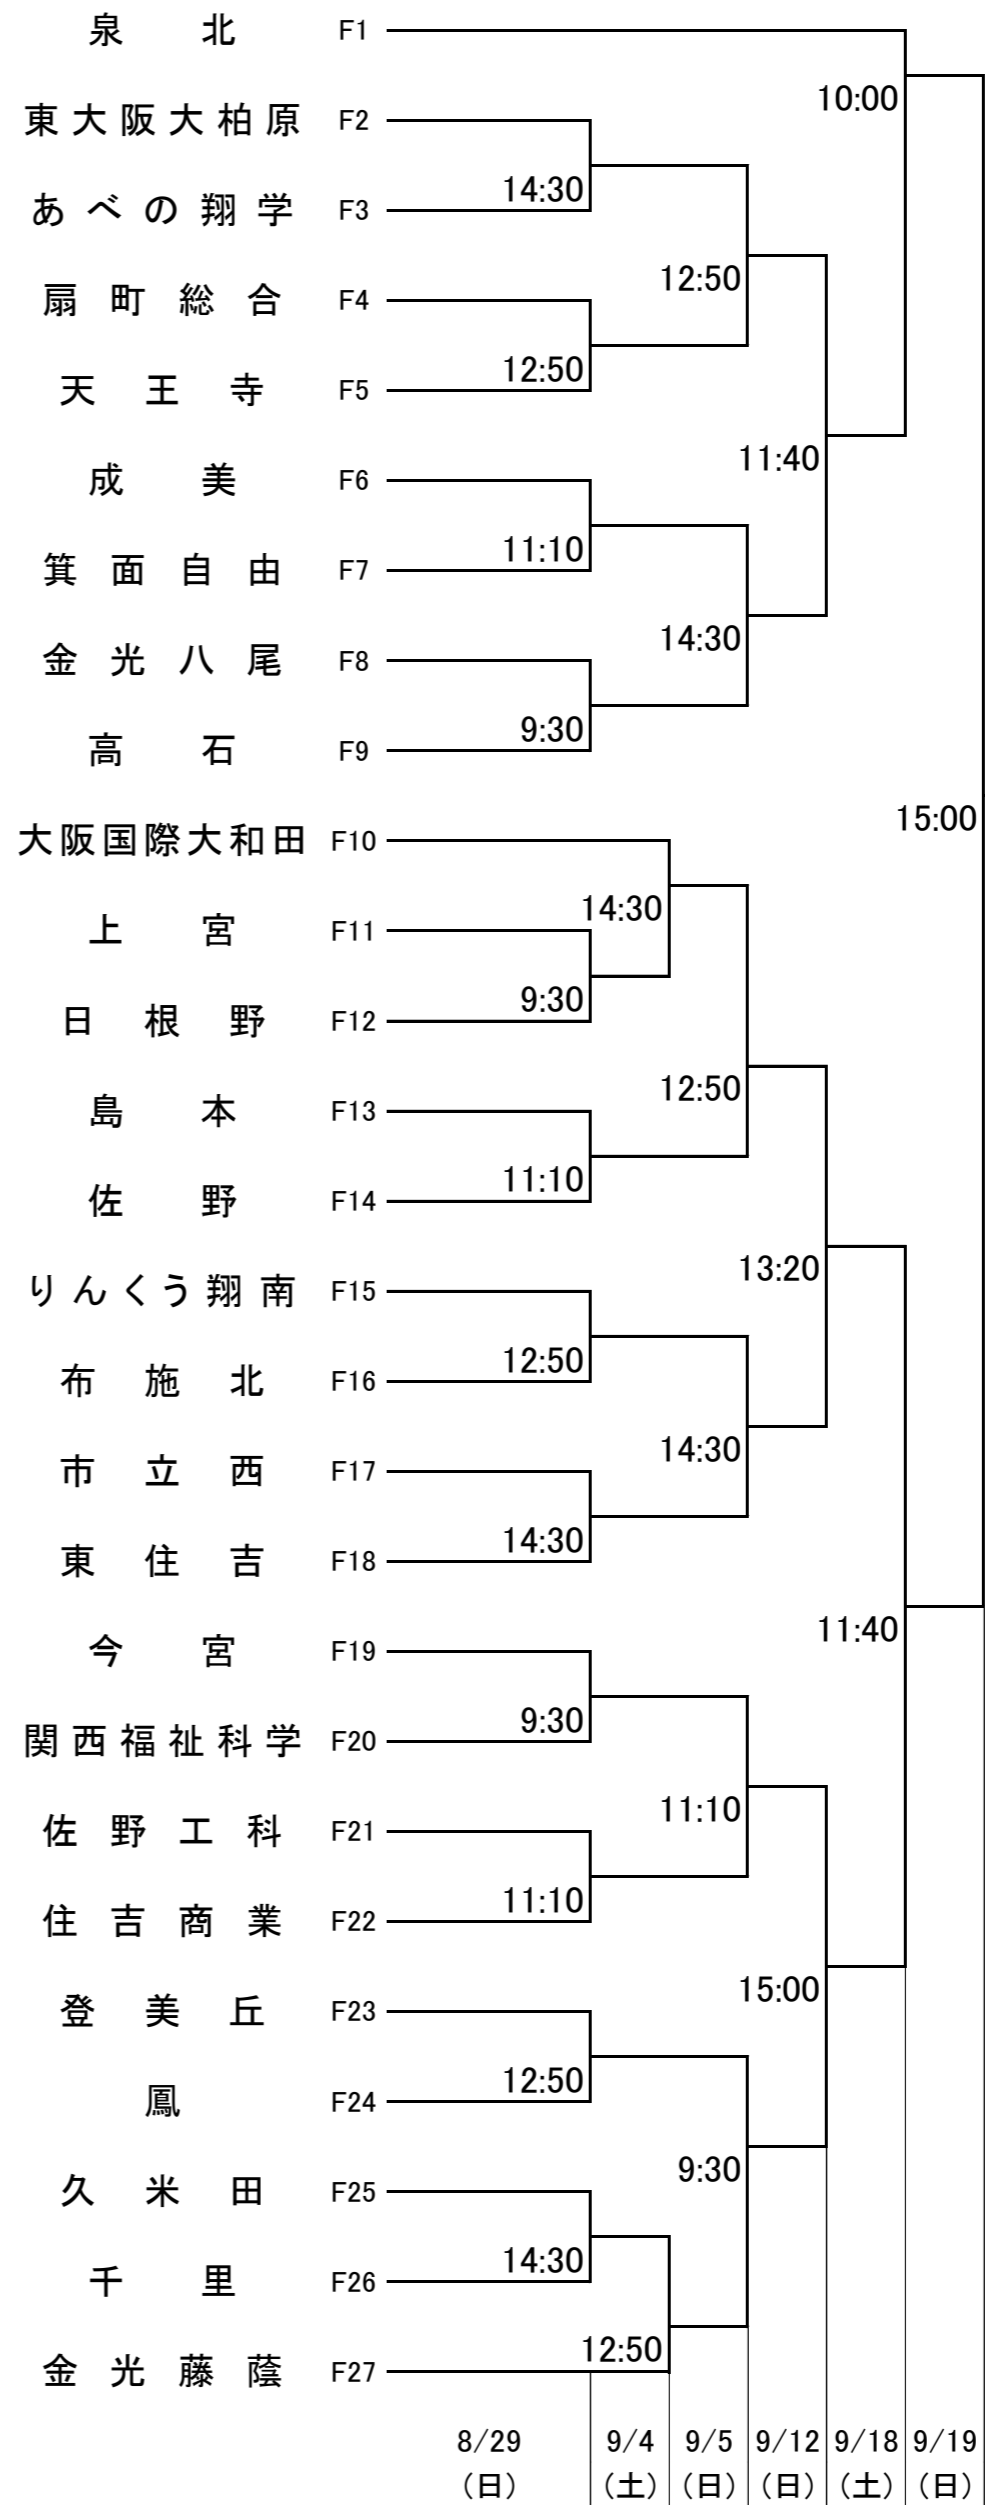 泉北 F1
10:00
東大阪大柏原 F2
14:30
あべの翔学 F3
12:50
扇町総合 F4
12:50
天王寺 F5
11:40
成美 F6
11:10
箕面自由 F7
14:30
金光八尾 F8
9:30
高石 F9
15:00
大阪国際大和田 F10
14:30
上宮 F11
9:30
日根野 F12
12:50
島本 F13
11:10
佐野 F14
13:20
りんくう翔南 F15
12:50
布施北 F16
14:30
市立西 F17
14:30
東住吉 F18
11:40
今宮 F19
9:30
関西福祉科学 F20
11:10
佐野工科 F21
11:10
住吉商業 F22
15:00
登美丘 F23
12:50
鳳 F24
9:30
久米田 F25
14:30
千里 F26
12:50
金光藤蔭 F27
8/29 9/4 9/5 9/12 9/18 9/19
(日) (土) (日) (日) (土) (日)